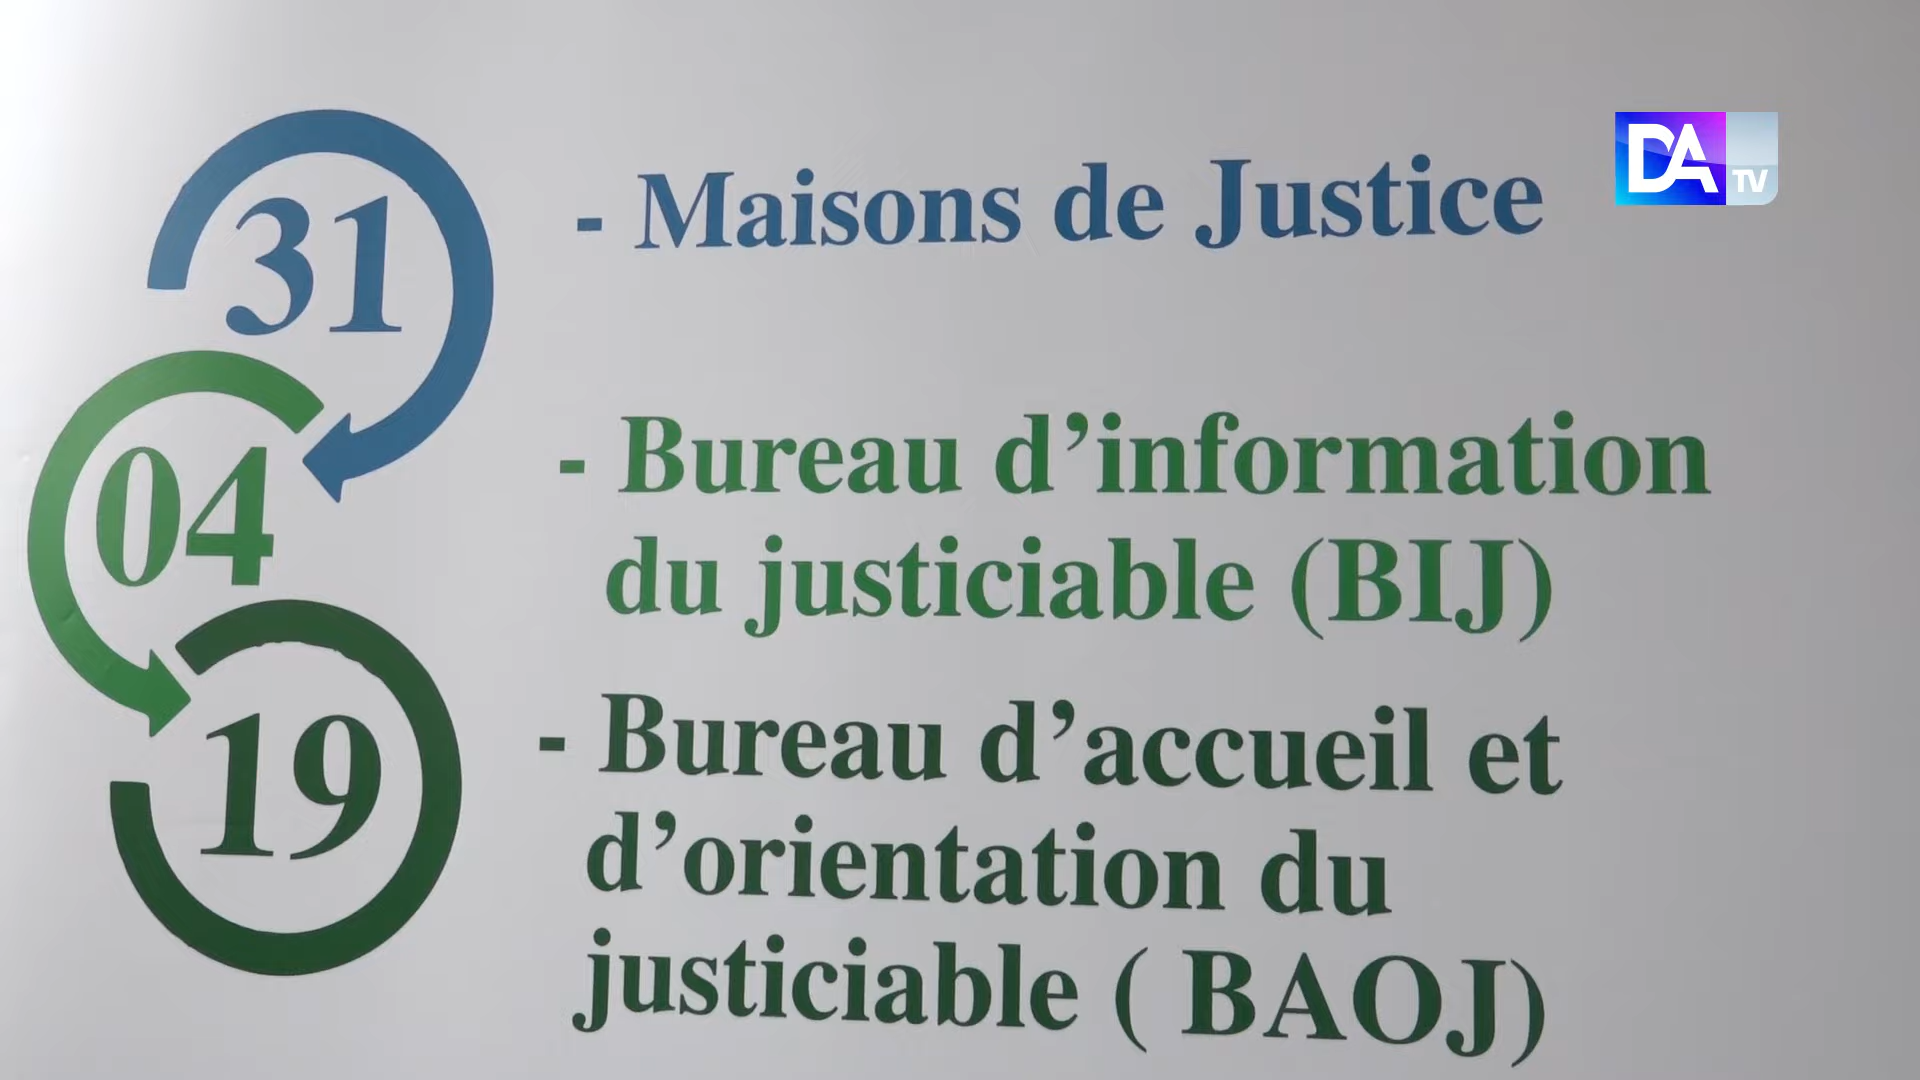 31
- Maisons de Justice
04
- Bureau d’information
du justiciable (BIJ)
19
- Bureau d’accueil et
d’orientation du
justiciable ( BAOJ)
DA TV